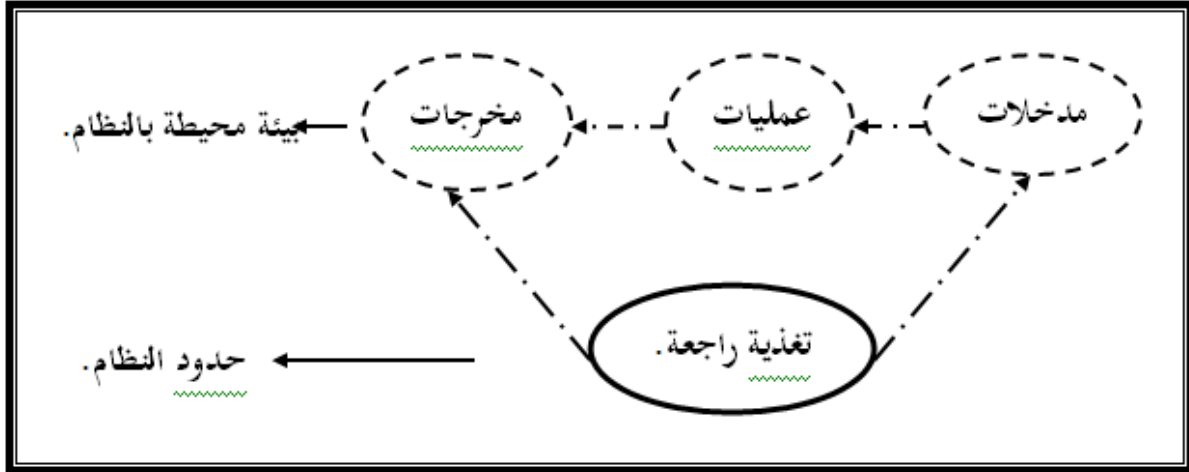 مدخلات
عمليات
مخرجات
بيئة محيطة بالنظام.
تغذية راجعة.
حدود النظام.